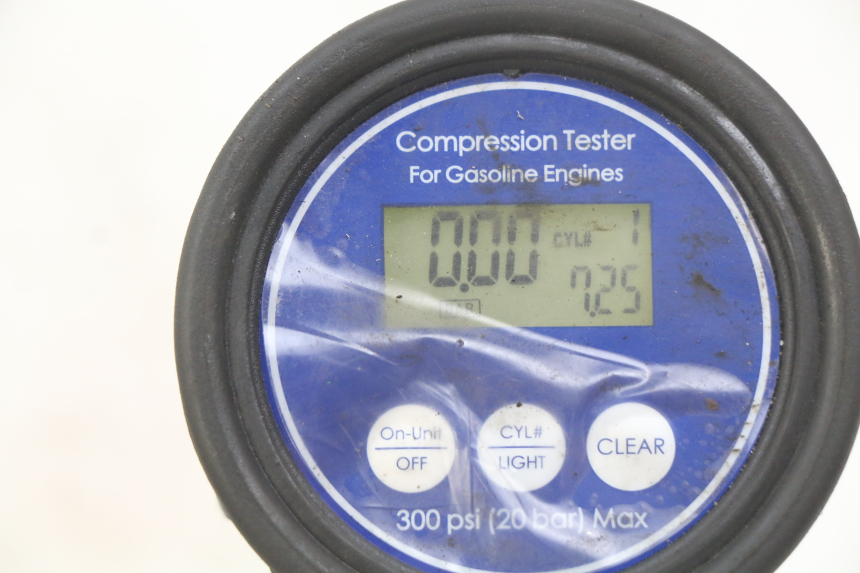 Compression Tester
For Gasoline Engines
0.00 CYL# 1
7.25
BAR
On-Unit
OFF
CYL#
LIGHT
CLEAR
300 psi (20 bar) Max